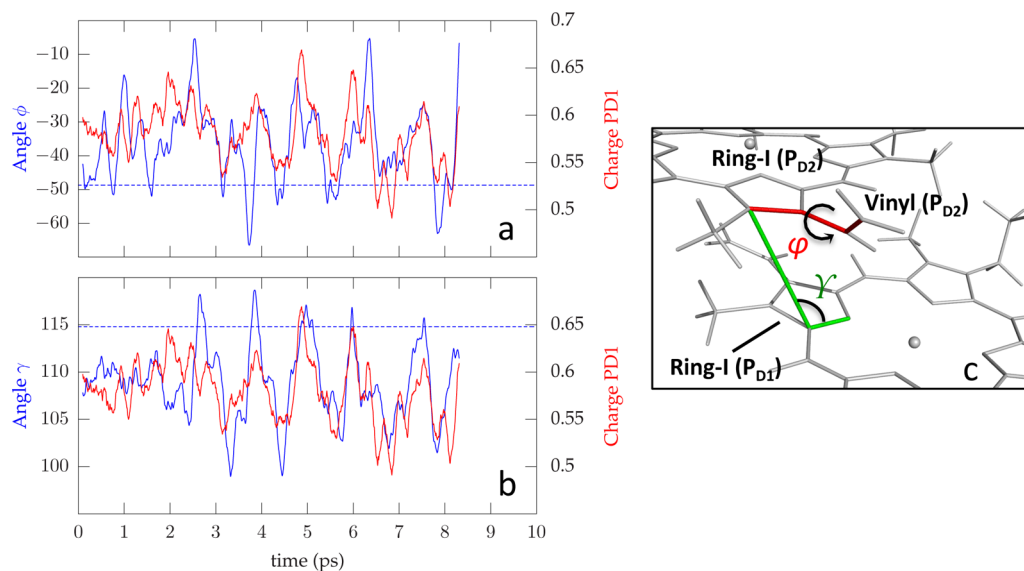 0.7
−10
0.65
−20
0.6
−30
−40
0.55
−50
0.5
−60
Angle ϕ
Charge PD1
a
115
0.65
110
0.6
105
0.55
100
0.5
Angle γ
Charge PD1
b
0 1 2 3 4 5 6 7 8 9 10
time (ps)
Ring-I (PD2)
Vinyl (PD2)
φ
γ
Ring-I (PD1)
c